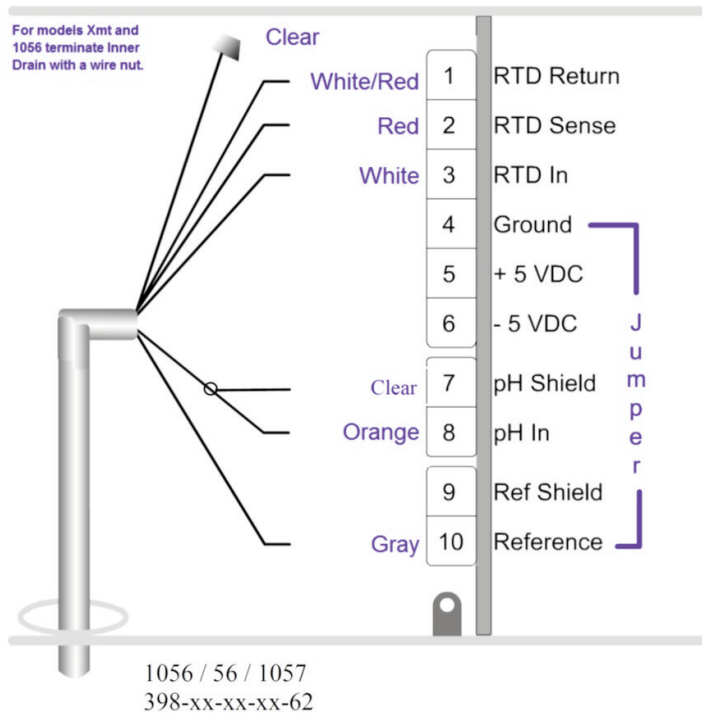 For models Xmt and
1056 terminate Inner
Drain with a wire nut.
Clear
White/Red 1 RTD Return
Red 2 RTD Sense
White 3 RTD In
4 Ground
5 + 5 VDC
6 - 5 VDC
Jumper
Clear 7 pH Shield
Orange 8 pH In
9 Ref Shield
Gray 10 Reference
1056 / 56 / 1057
398-xx-xx-xx-62